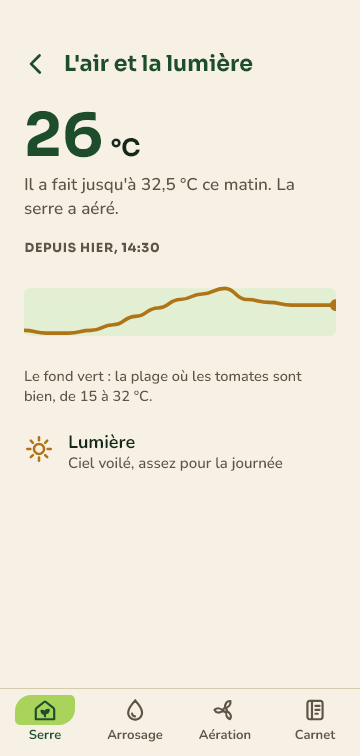 L'air et la lumière
26 °C
Il a fait jusqu'à 32,5 °C ce matin. La
serre a aéré.
DEPUIS HIER, 14:30
Le fond vert : la plage où les tomates sont
bien, de 15 à 32 °C.
Lumière
Ciel voilé, assez pour la journée
Serre
Arrosage
Aération
Carnet